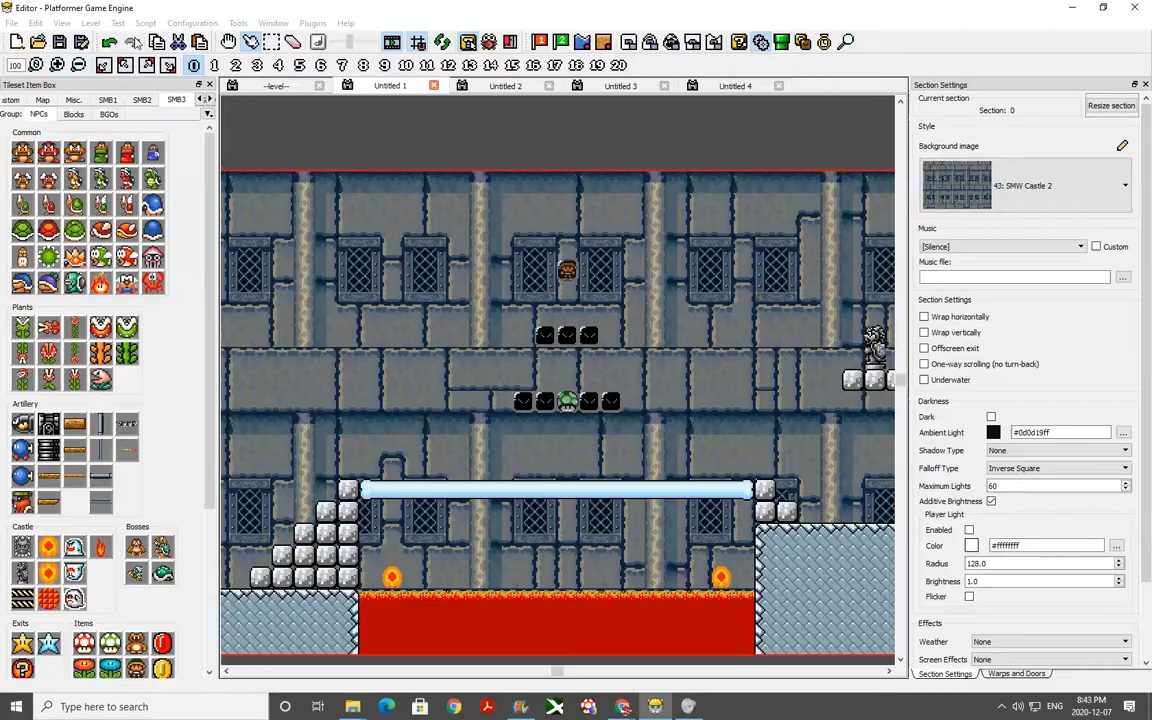 Editor - Platformer Game Engine
File Edit View Level Test Script Configuration Tools Window Plugins Help
100 1 2 3 4 5 6 7 8 9 10 11 12 13 14 15 16 17 18 19 20
Tileset Item Box
--level-- Untitled 1 Untitled 2 Untitled 3 Untitled 4
ustom Map Misc. SMB1 SMB2 SMB3
Group: NPCs Blocks BGOs
Common
Plants
Artillery
Castle Bosses
Exits Items
Section Settings
Current section
Section: 0
Resize section
Style
Background image
43: SMW Castle 2
Music
[Silence] Custom
Music file:
...
Section Settings
Wrap horizontally
Wrap vertically
Offscreen exit
One-way scrolling (no turn-back)
Underwater
Darkness
Dark
Ambient Light #0d0d19ff ...
Shadow Type None
Falloff Type Inverse Square
Maximum Lights 60
Additive Brightness
Player Light
Enabled
Color #ffffffff ...
Radius 128.0
Brightness 1.0
Flicker
Effects
Weather None
Screen Effects None
Section Settings Warps and Doors
Type here to search
ENG
8:43 PM
2020-12-07